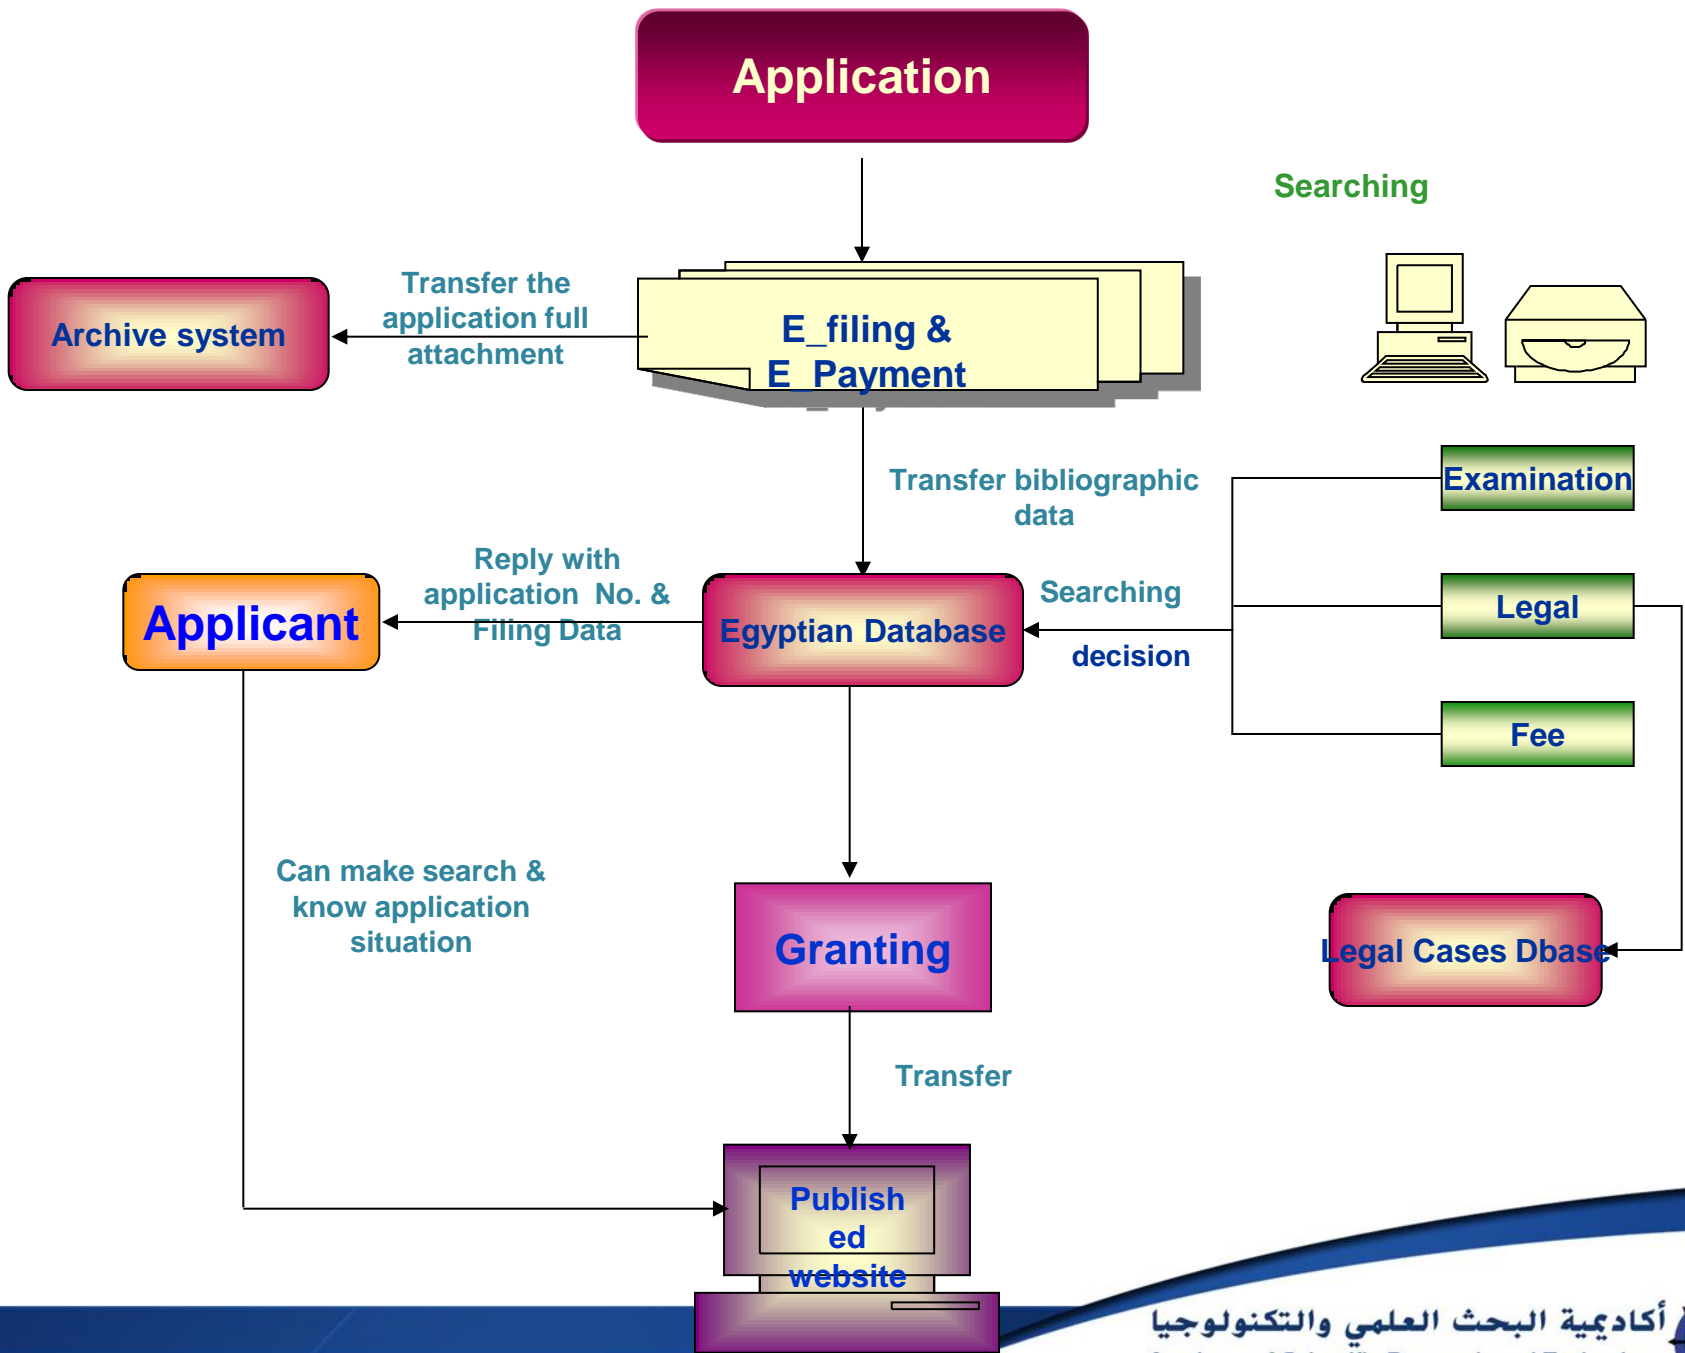 Application
Searching
Transfer the
application full
attachment
Archive system
E_filing &
E_Payment
Examination
Transfer bibliographic
data
Reply with
application No. &
Filing Data
Applicant
Egyptian Database
Searching
decision
Legal
Fee
Can make search &
know application
situation
Granting
Legal Cases Dbase
Transfer
Publish
ed
website
أكاديمية البحث العلمي والتكنولوجيا